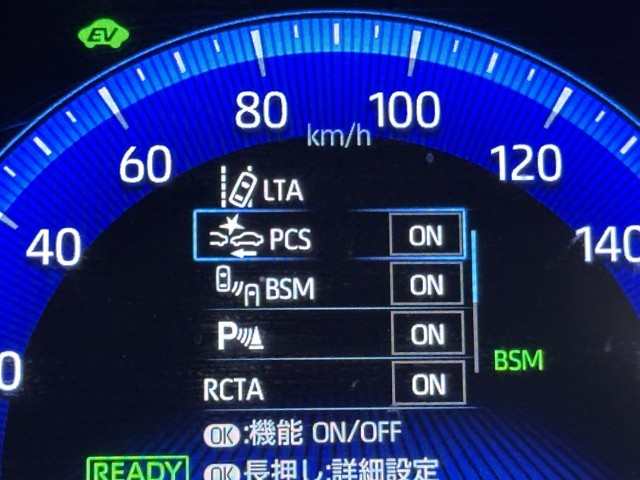 EV
80
100
km/h
60
120
40
140
0
LTA
PCS ON
BSM ON
P ON
BSM
RCTA ON
OK:機能 ON/OFF
READY
OK長押し:詳細設定